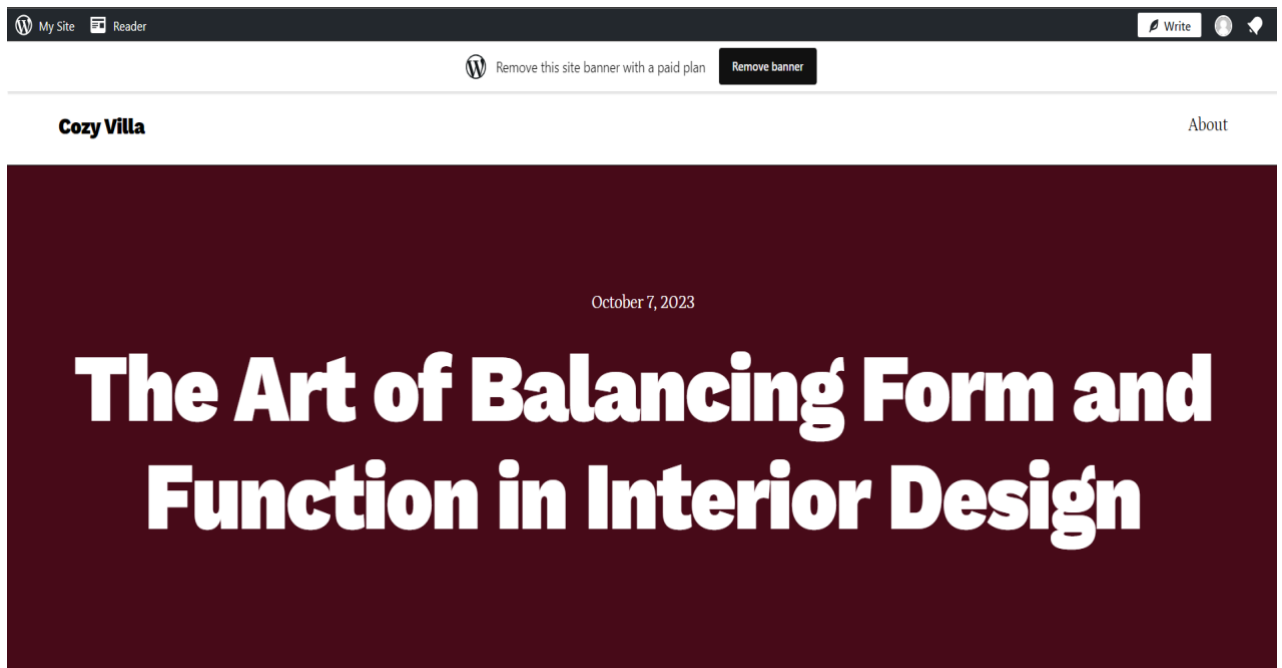 My Site Reader Write
Remove this site banner with a paid plan Remove banner
Cozy Villa About
October 7, 2023
The Art of Balancing Form and
Function in Interior Design